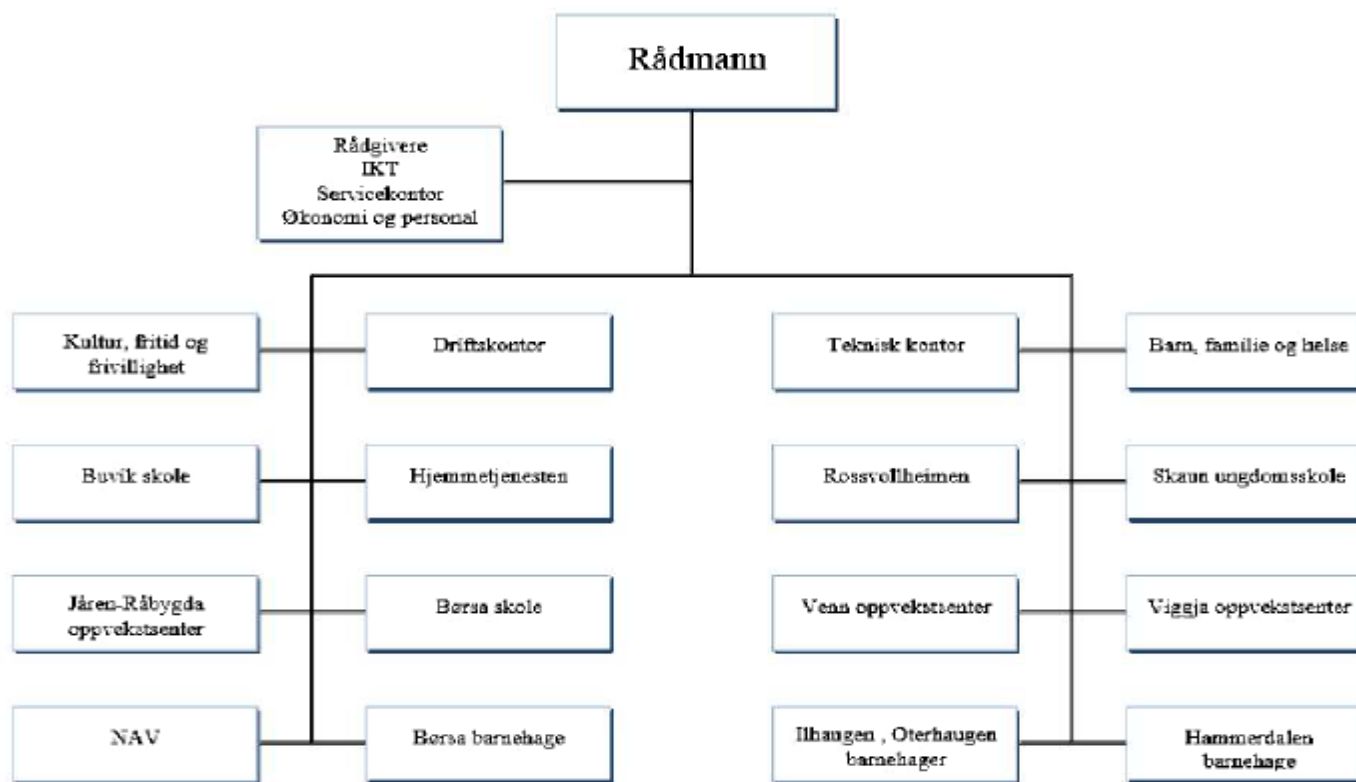 Rådmann
Rådgivere
IKT
Servicekontor
Økonomi og personal
Kultur, fritid og
frivillighet
Driftskontor
Teknisk kontor
Barn, familie og helse
Buvik skole
Hjemmetjenesten
Rossvollheimen
Skaun ungdomsskole
Jåren-Råbygda
oppvekstsenter
Børsa skole
Venn oppvekstsenter
Viggja oppvekstsenter
NAV
Børsa barnehage
Ilhaugen , Oterhaugen
barnehager
Hammerdalen
barnehage